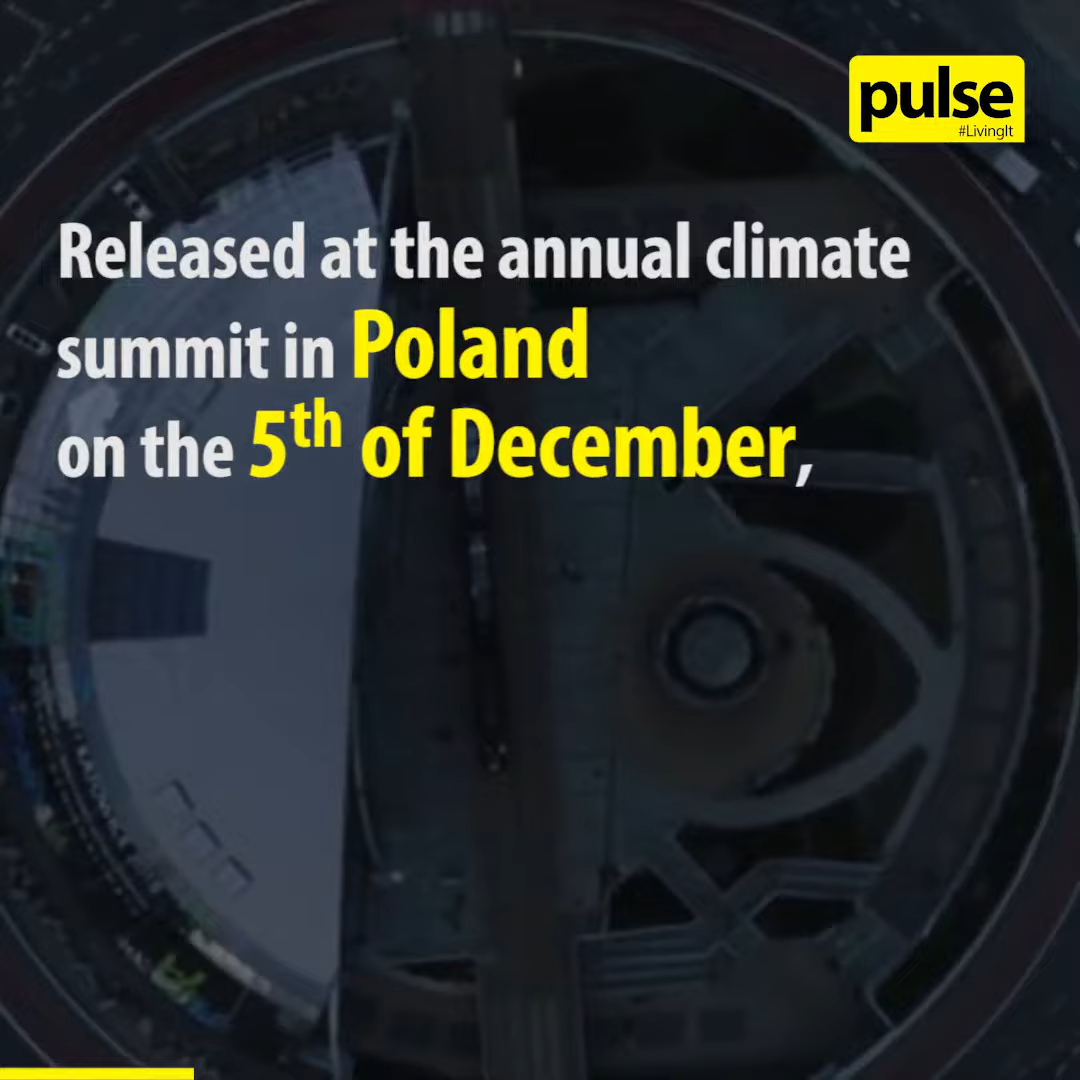 pulse
#LivingIt
Released at the annual climate
summit in Poland
on the 5th of December,